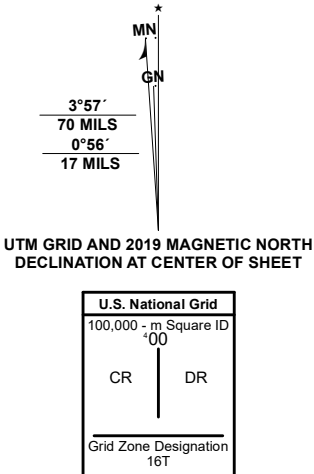 MN
GN
3°57´
70 MILS
0°56´
17 MILS
UTM GRID AND 2019 MAGNETIC NORTH
DECLINATION AT CENTER OF SHEET
U.S. National Grid
100,000 - m Square ID
⁴00
CR DR
Grid Zone Designation
16T